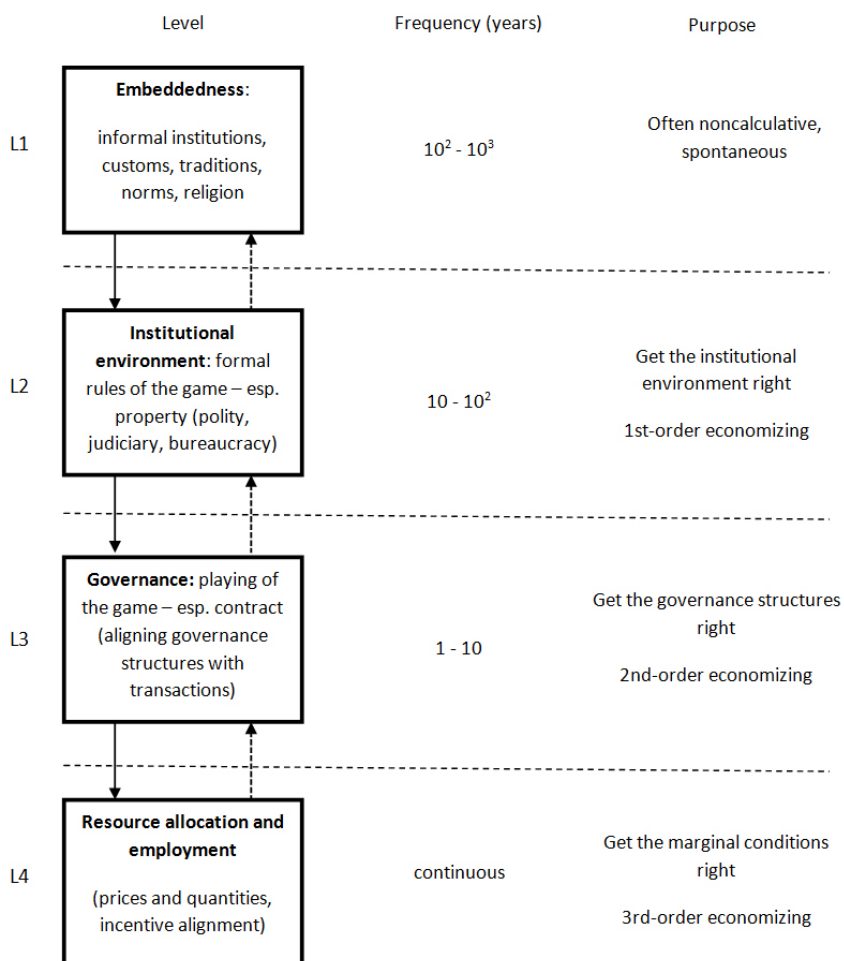 Level
Frequency (years)
Purpose
L1
Embeddedness:
informal institutions,
customs, traditions,
norms, religion
10² - 10³
Often noncalculative,
spontaneous
L2
Institutional
environment: formal
rules of the game – esp.
property (polity,
judiciary, bureaucracy)
10 - 10²
Get the institutional
environment right
1st-order economizing
L3
Governance: playing of
the game – esp. contract
(aligning governance
structures with
transactions)
1 - 10
Get the governance structures
right
2nd-order economizing
L4
Resource allocation and
employment
(prices and quantities,
incentive alignment)
continuous
Get the marginal conditions
right
3rd-order economizing